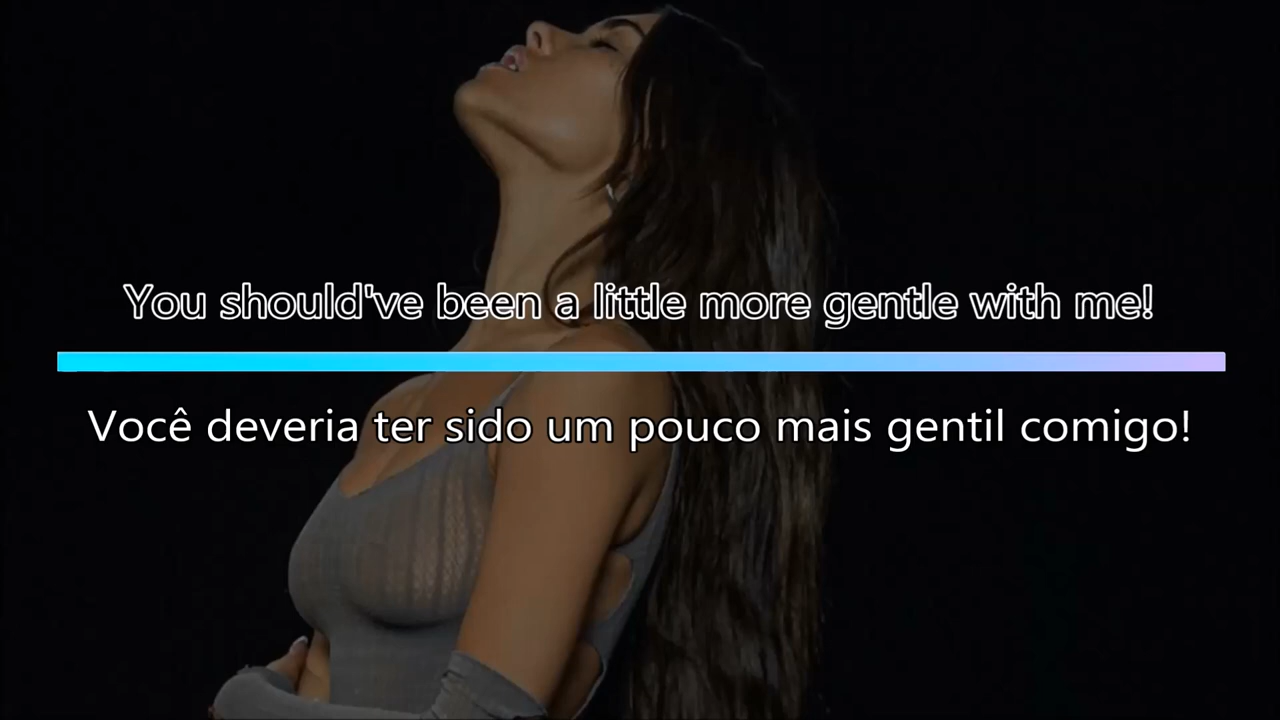 You should've been a little more gentle with me!
Você deveria ter sido um pouco mais gentil comigo!